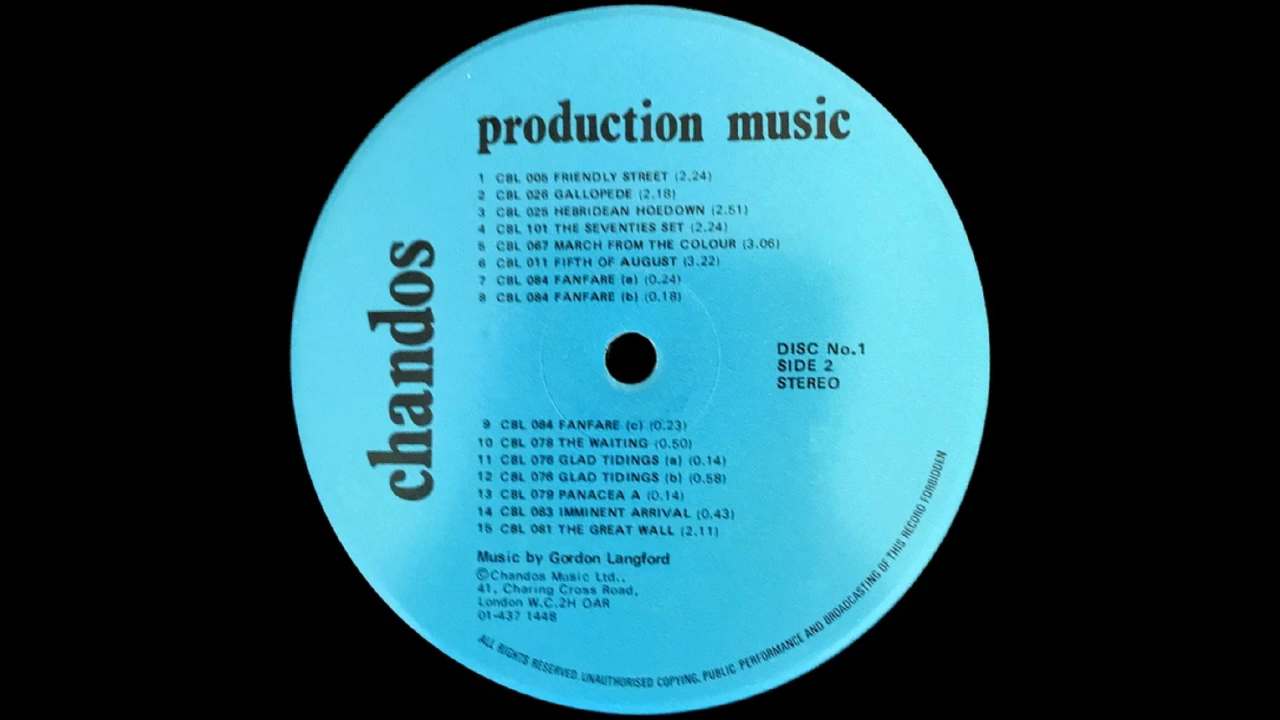 production music
chandos
1 CBL 005 FRIENDLY STREET (2.24)
2 CBL 026 GALLOPEDE (2.18)
3 CBL 025 HEBRIDEAN HOEDOWN (2.51)
4 CBL 101 THE SEVENTIES SET (2.24)
5 CBL 067 MARCH FROM THE COLOUR (3.06)
6 CBL 011 FIFTH OF AUGUST (3.22)
7 CBL 084 FANFARE (a) (0.24)
8 CBL 084 FANFARE (b) (0.18)
DISC No.1
SIDE 2
STEREO
9 CBL 084 FANFARE (c) (0.23)
10 CBL 078 THE WAITING (0.50)
11 CBL 076 GLAD TIDINGS (a) (0.14)
12 CBL 076 GLAD TIDINGS (b) (0.58)
13 CBL 079 PANACEA A (0.14)
14 CBL 083 IMMINENT ARRIVAL (0.43)
15 CBL 081 THE GREAT WALL (2.11)
Music by Gordon Langford
©Chandos Music Ltd.,
41, Charing Cross Road,
London W.C.2H OAR
01-437 1448
ALL RIGHTS RESERVED. UNAUTHORISED COPYING, PUBLIC PERFORMANCE AND BROADCASTING OF THIS RECORD FORBIDDEN